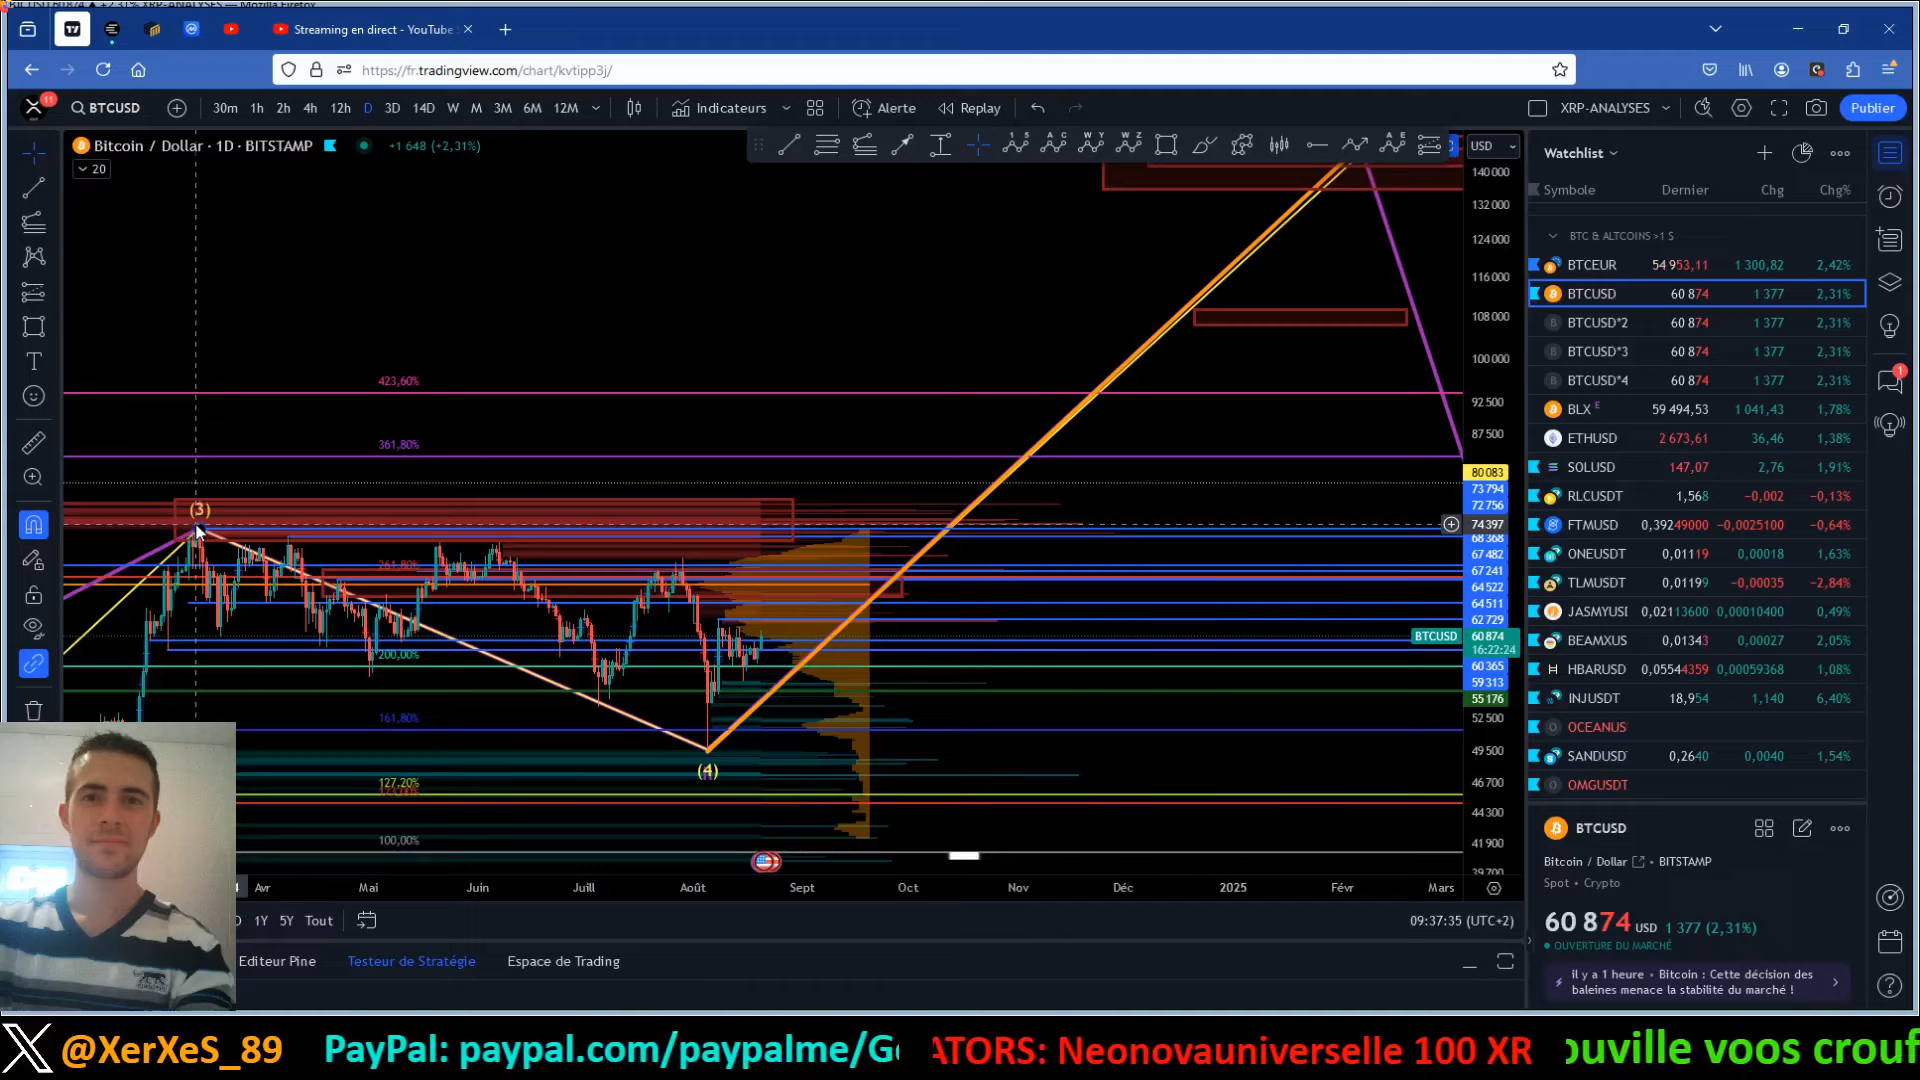 Streaming en direct - YouTube
https://fr.tradingview.com/chart/kvtipp3j/
11
BTCUSD
30m 1h 2h 4h 12h D 3D 14D W M 3M 6M 12M
Indicateurs
Alerte
Replay
XRP-ANALYSES
Publier
Bitcoin / Dollar · 1D · BITSTAMP
+1 648 (+2,31%)
20
USD
140 000
132 000
124 000
116 000
108 000
100 000
92 500
87 500
80 083
73 794
72 756
74 397
68 368
67 482
67 241
64 522
64 511
62 729
BTCUSD 60 874
16:22:24
60 365
59 313
55 176
52 500
49 500
46 700
44 300
41 900
39 700
423,60%
361,80%
261,80%
200,00%
161,80%
127,20%
100,00%
(3)
(4)
Avr Mai Juin Juill Août Sept Oct Nov Déc 2025 Févr Mars
1Y 5Y Tout
09:37:35 (UTC+2)
Editeur Pine
Testeur de Stratégie
Espace de Trading
Watchlist
Symbole Dernier Chg Chg%
BTC & ALTCOINS >1 S
BTCEUR 54 953,11 1 300,82 2,42%
BTCUSD 60 874 1 377 2,31%
BTCUSD*2 60 874 1 377 2,31%
BTCUSD*3 60 874 1 377 2,31%
BTCUSD*4 60 874 1 377 2,31%
BLX E 59 494,53 1 041,43 1,78%
ETHUSD 2 673,61 36,46 1,38%
SOLUSD 147,07 2,76 1,91%
RLCUSDT 1,568 −0,002 −0,13%
FTMUSD 0,39249000 −0,0025100 −0,64%
ONEUSDT 0,01119 0,00018 1,63%
TLMUSDT 0,01199 −0,00035 −2,84%
JASMYUSI 0,02113600 0,00010400 0,49%
BEAMXUS 0,01343 0,00027 2,05%
HBARUSD 0,05544359 0,00059368 1,08%
INJUSDT 18,954 1,140 6,40%
OCEANUS
SANDUSD 0,2640 0,0040 1,54%
OMGUSDT
1
BTCUSD
Bitcoin / Dollar • BITSTAMP
Spot • Crypto
60 874 USD 1 377 (2,31%)
OUVERTURE DU MARCHÉ
il y a 1 heure • Bitcoin : Cette décision des
baleines menace la stabilité du marché !
@XerXeS_89
PayPal: paypal.com/paypalme/G
ATORS: Neonovauniverselle 100 XR
ouville voos crouf